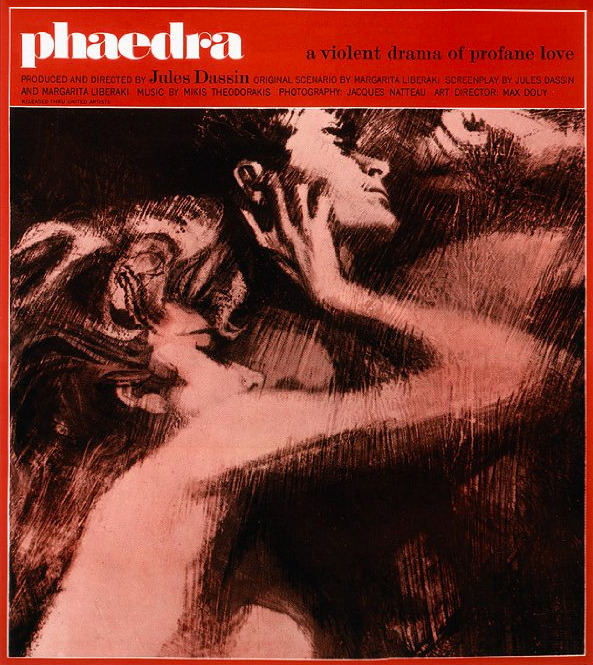 phaedra
a violent drama of profane love
PRODUCED AND DIRECTED BY Jules Dassin ORIGINAL SCENARIO BY MARGARITA LIBERAKI SCREENPLAY BY JULES DASSIN
AND MARGARITA LIBERAKI MUSIC BY MIKIS THEODORAKIS PHOTOGRAPHY: JACQUES NATTEAU ART DIRECTOR: MAX DOUY
RELEASED THRU UNITED ARTISTS